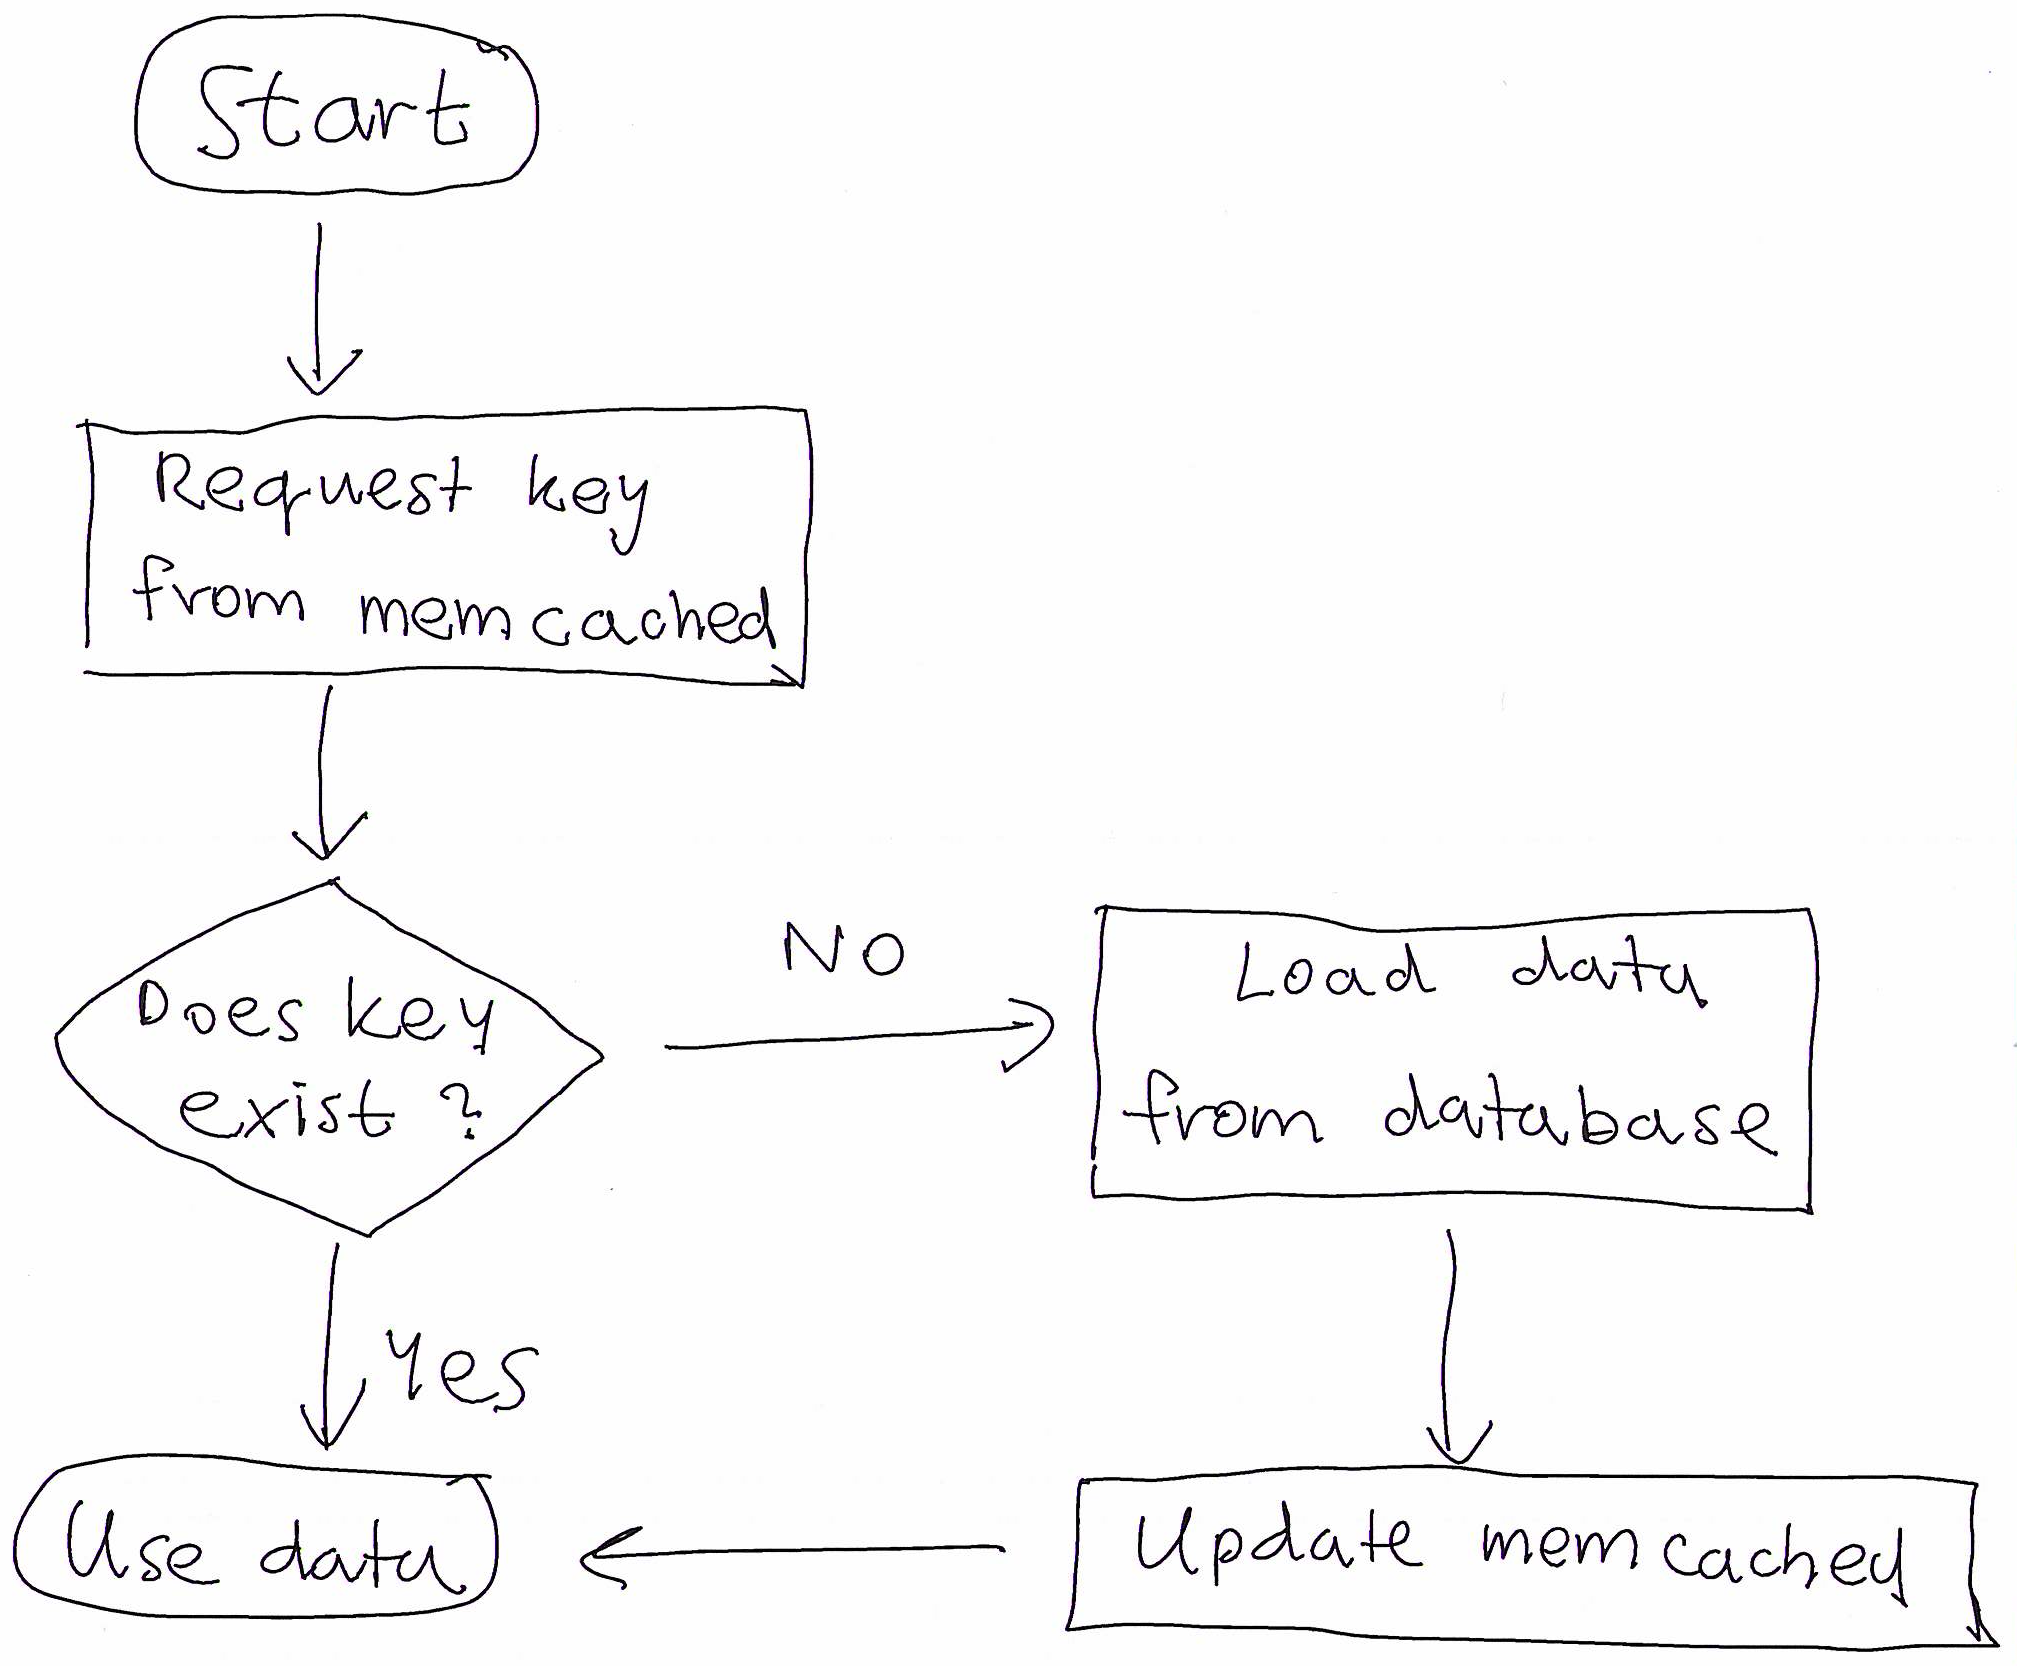 Start
Request key
from memcached
Does key
exist ?
NO
Load data
from database
Yes
Update memcached
Use data